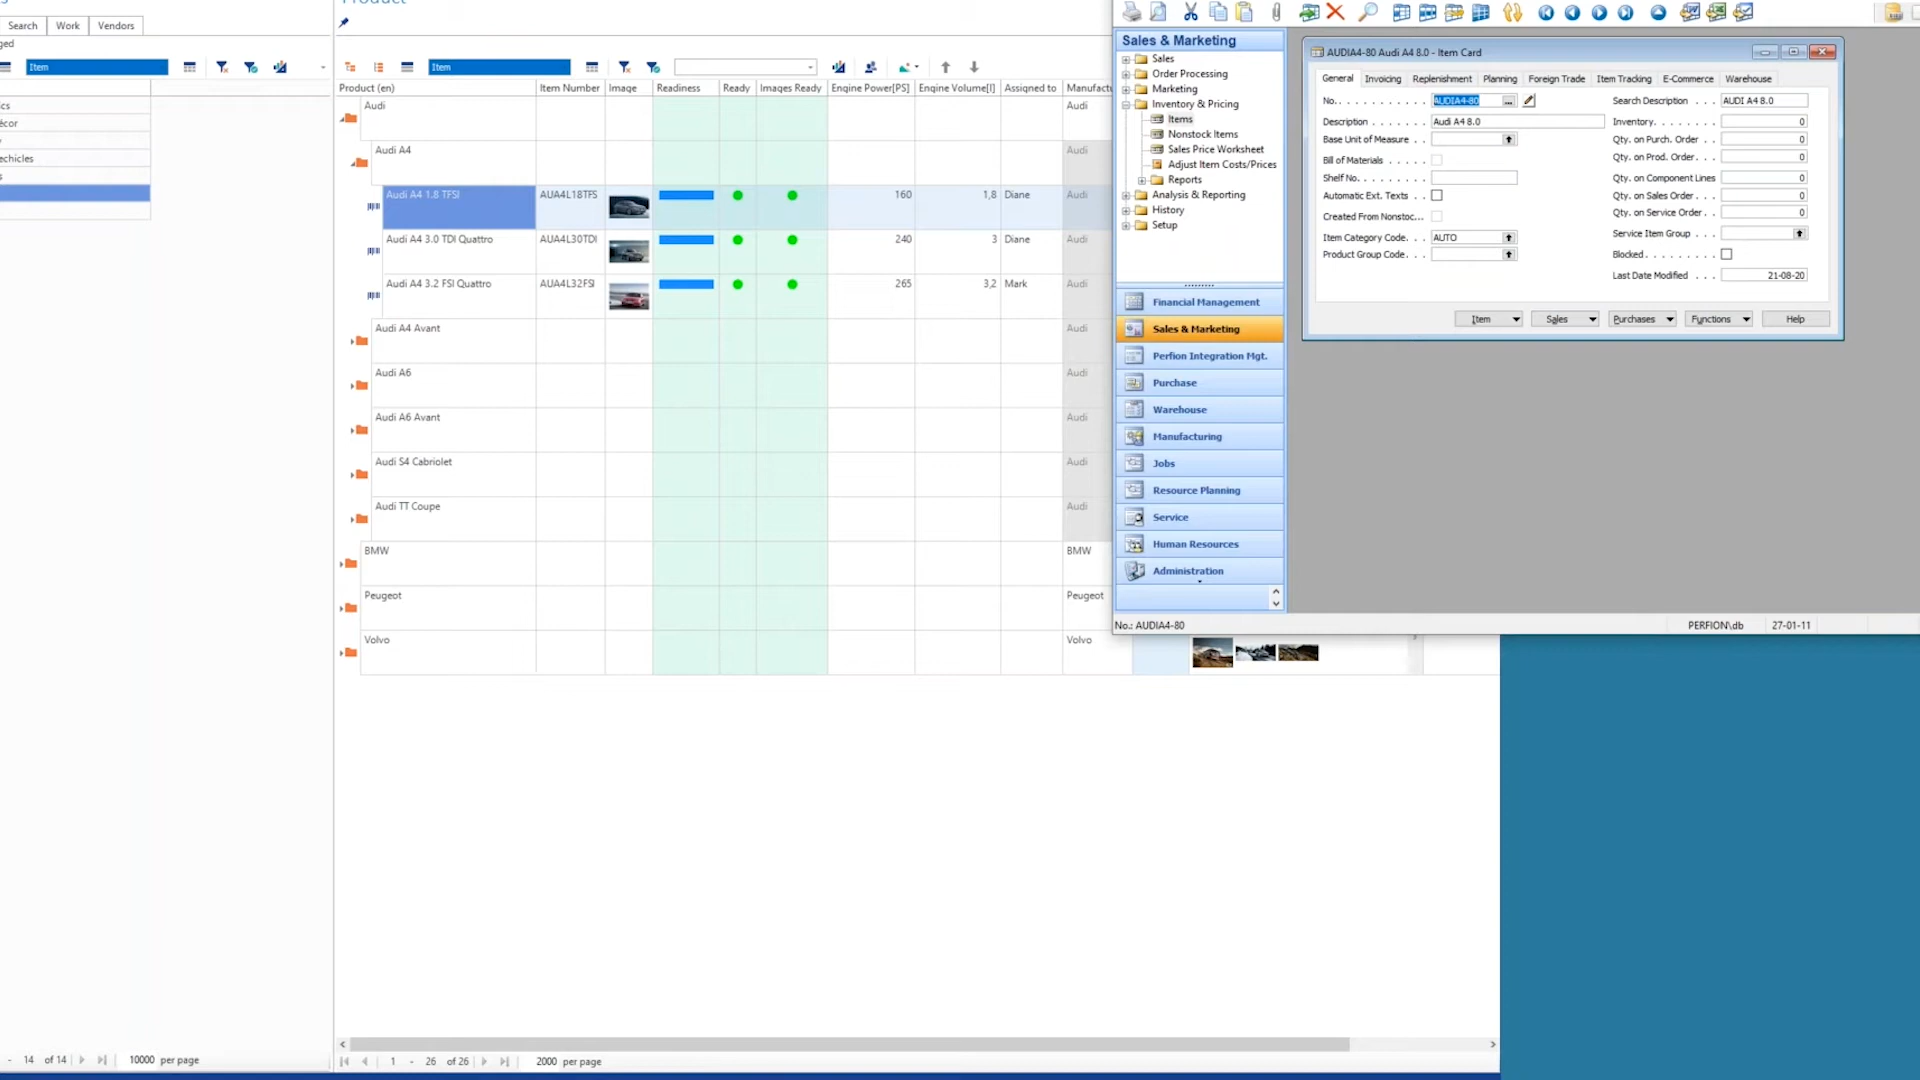 Product
Search Work Vendors
ged
Item
Item
Product (en) Item Number Image Readiness Ready Images Ready Engine Power[PS] Engine Volume[l] Assigned to Manufactu
cs
écor
echicles
s
Audi Audi
Audi A4 Audi
Audi A4 1.8 TFSI AUA4L18TFS 160 1,8 Diane Audi
Audi A4 3.0 TDI Quattro AUA4L30TDI 240 3 Diane Audi
Audi A4 3.2 FSI Quattro AUA4L32FSI 265 3,2 Mark Audi
Audi A4 Avant Audi
Audi A6 Audi
Audi A6 Avant Audi
Audi S4 Cabriolet Audi
Audi TT Coupe Audi
BMW BMW
Peugeot Peugeot
Volvo Volvo
- 14 of 14 10000 per page
1 - 26 of 26 2000 per page
Sales & Marketing
Sales
Order Processing
Marketing
Inventory & Pricing
Items
Nonstock Items
Sales Price Worksheet
Adjust Item Costs/Prices
Reports
Analysis & Reporting
History
Setup
Financial Management
Sales & Marketing
Perfion Integration Mgt.
Purchase
Warehouse
Manufacturing
Jobs
Resource Planning
Service
Human Resources
Administration
AUDIA4-80 Audi A4 8.0 - Item Card
General Invoicing Replenishment Planning Foreign Trade Item Tracking E-Commerce Warehouse
No. . . . . . . . . . . . AUDIA4-80 ...
Description . . . . . . . Audi A4 8.0
Base Unit of Measure . .
Bill of Materials . . . . .
Shelf No. . . . . . . . .
Automatic Ext. Texts . .
Created From Nonstoc...
Item Category Code. . . AUTO
Product Group Code. . .
Search Description . . . AUDI A4 8.0
Inventory. . . . . . . . 0
Qty. on Purch. Order . . 0
Qty. on Prod. Order. . . 0
Qty. on Component Lines 0
Qty. on Sales Order. . . 0
Qty. on Service Order. . 0
Service Item Group . . .
Blocked. . . . . . . . .
Last Date Modified . . . 21-08-20
Item Sales Purchases Functions Help
No.: AUDIA4-80 PERFION\db 27-01-11